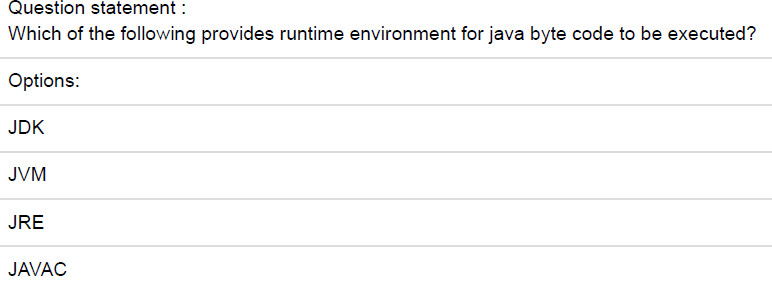 Question statement :
Which of the following provides runtime environment for java byte code to be executed?
Options:
JDK
JVM
JRE
JAVAC